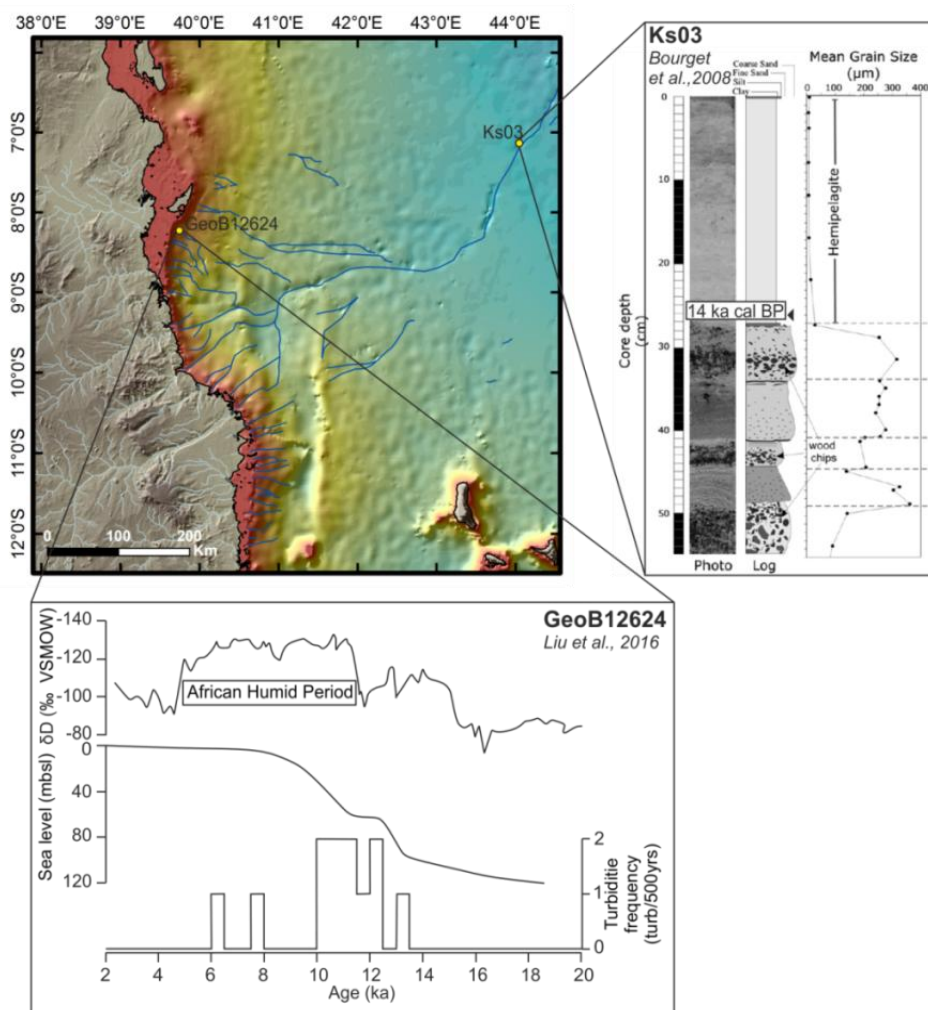 38°0'E 39°0'E 40°0'E 41°0'E 42°0'E 43°0'E 44°0'E
7°0'S
8°0'S
9°0'S
10°0'S
11°0'S
12°0'S
Ks03
GeoB12624
0 100 200
Km
Ks03
Bourget
et al.,2008
Coarse Sand
Fine Sand
Silt
Clay
Mean Grain Size
(µm)
0 100 200 300 400
Core depth
(cm)
0
10
20
30
40
50
Hemipelagite
14 ka cal BP
wood
chips
Photo Log
GeoB12624
Liu et al., 2016
δD (‰ VSMOW)
-140
-120
-100
-80
African Humid Period
Sea level (mbsl)
0
40
80
120
2
1
0
Turbiditie
frequency
(turb/500yrs)
2 4 6 8 10 12 14 16 18 20
Age (ka)